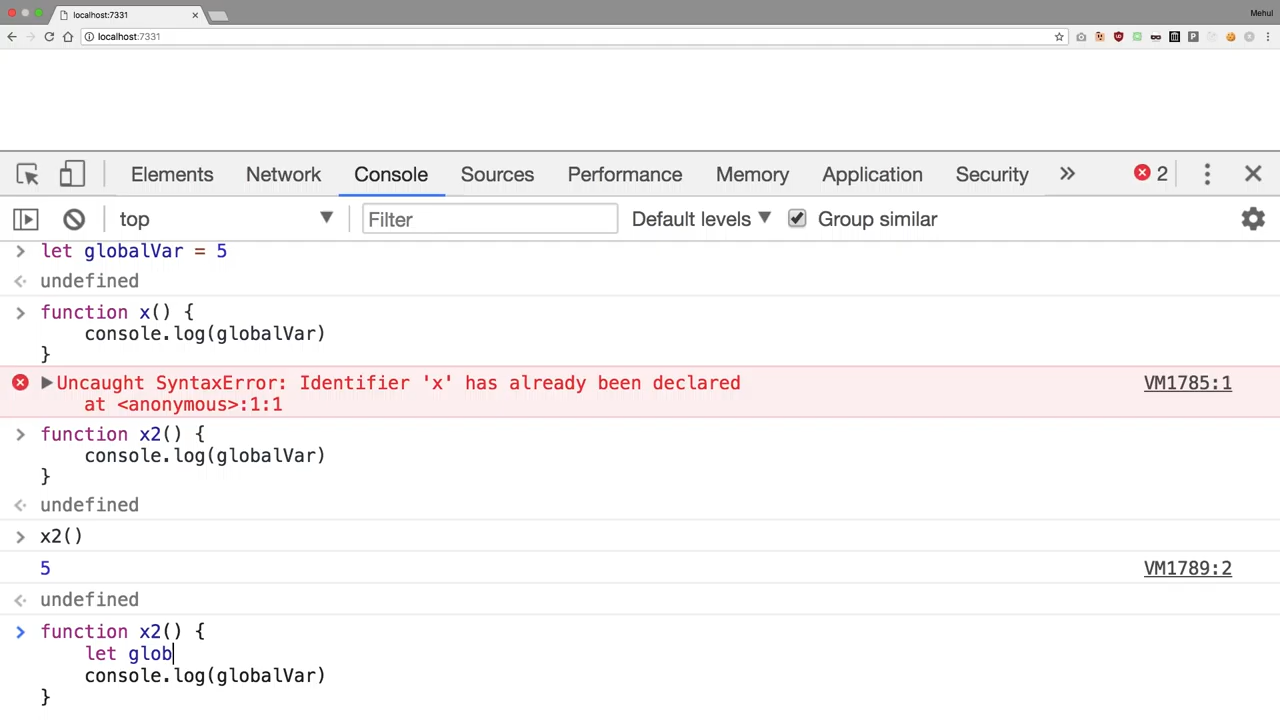 localhost:7331
Mehul
localhost:7331
Elements Network Console Sources Performance Memory Application Security 2
top Filter Default levels Group similar
let globalVar = 5
undefined
function x() {
console.log(globalVar)
}
Uncaught SyntaxError: Identifier 'x' has already been declared VM1785:1
at <anonymous>:1:1
function x2() {
console.log(globalVar)
}
undefined
x2()
5 VM1789:2
undefined
function x2() {
let glob
console.log(globalVar)
}